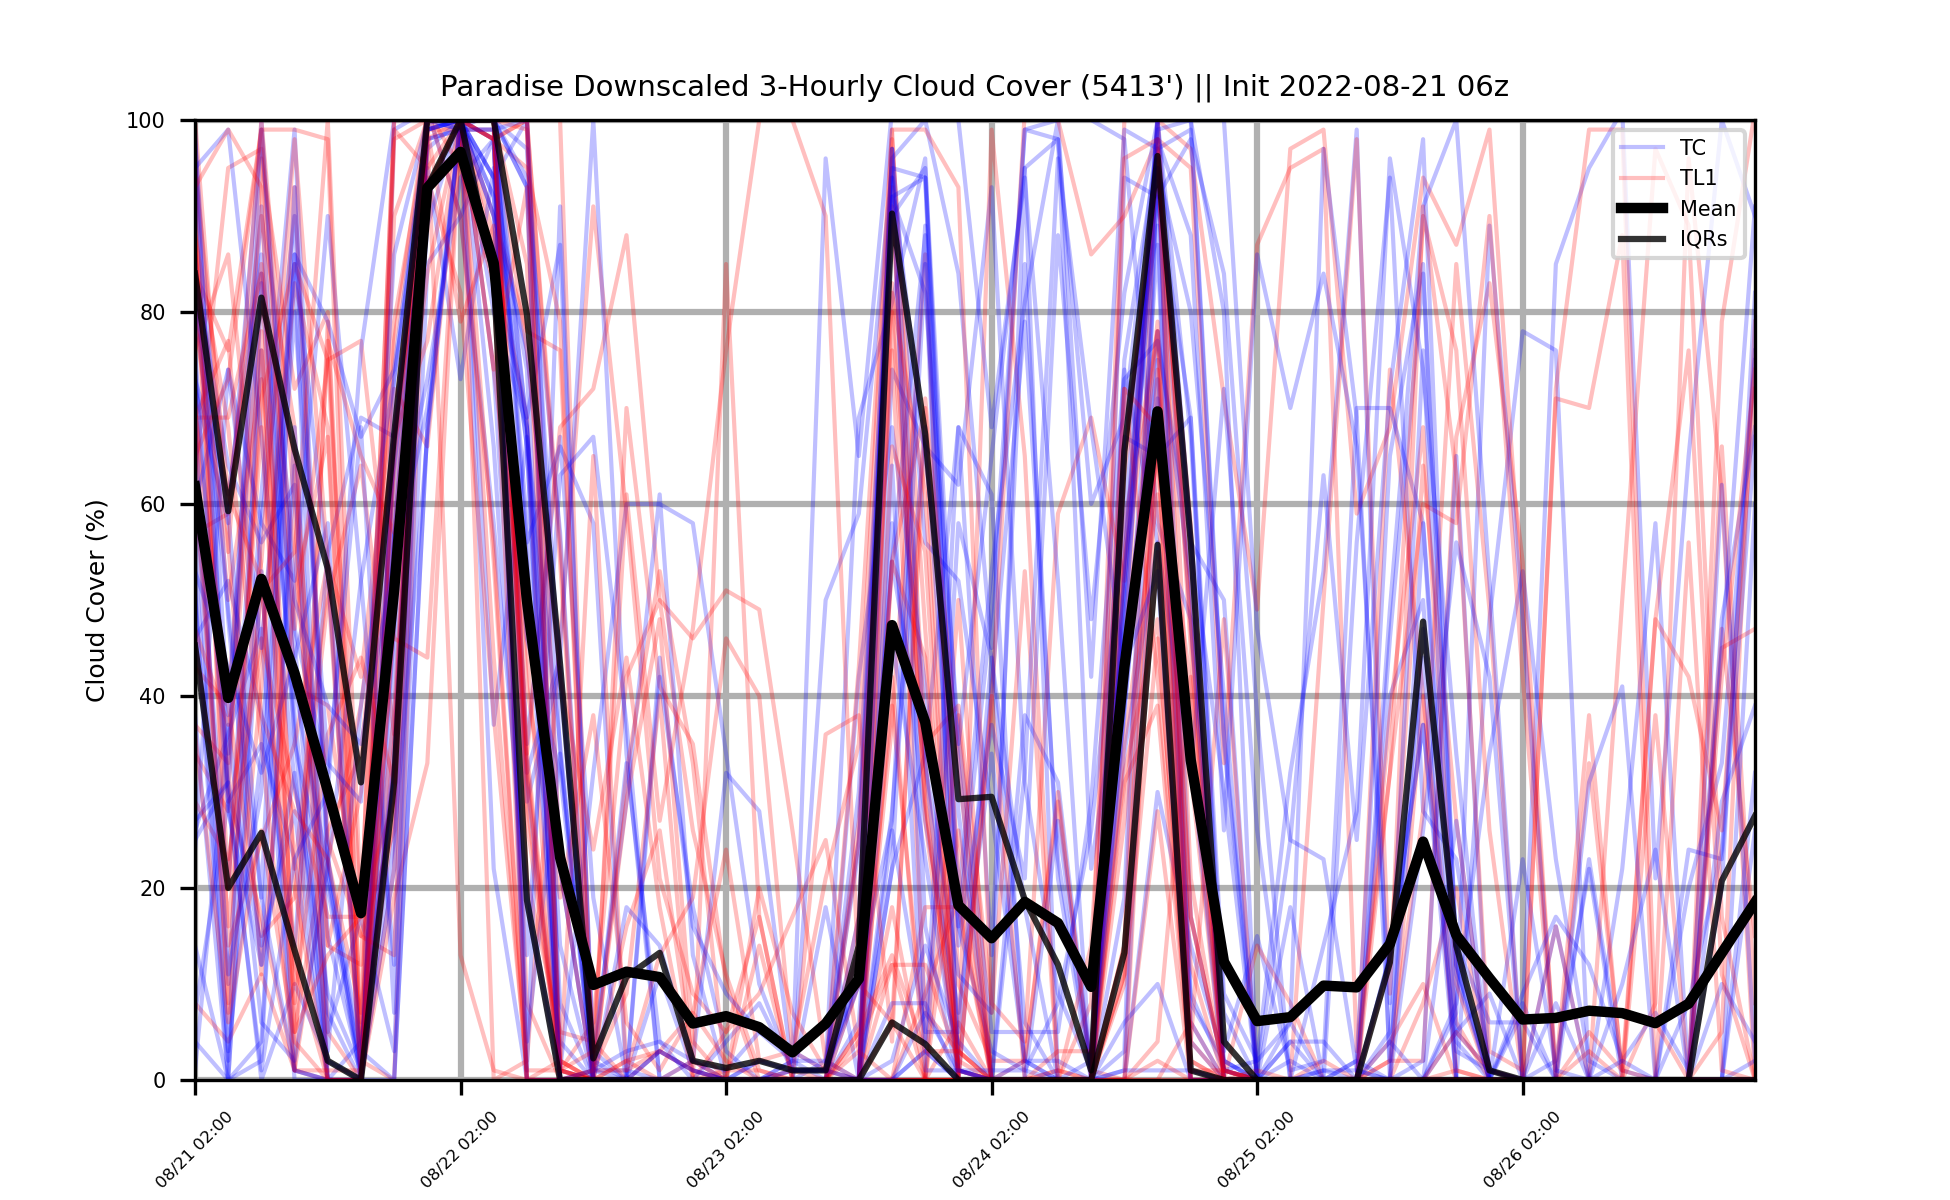 Paradise Downscaled 3-Hourly Cloud Cover (5413') || Init 2022-08-21 06z
Cloud Cover (%)
100
80
60
40
20
0
TC
TL1
Mean
IQRs
08/21 02:00
08/22 02:00
08/23 02:00
08/24 02:00
08/25 02:00
08/26 02:00